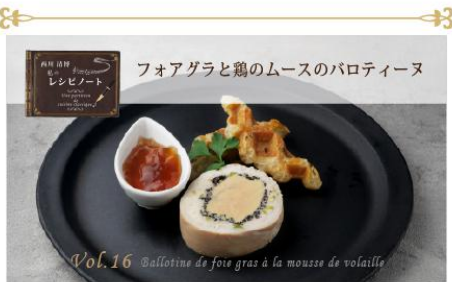 西川 清博
私の
レシピノート
フォアグラと鶏のムースのバロティーヌ
Vol.16 Ballotine de foie gras à la mousse de volaille